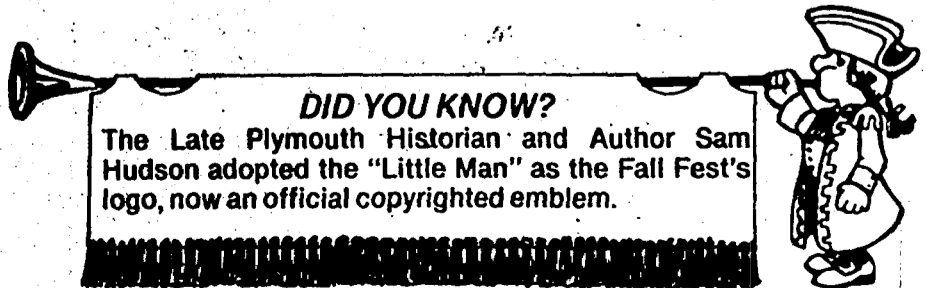 DID YOU KNOW?
The Late Plymouth Historian and Author Sam
Hudson adopted the "Little Man" as the Fall Fest's
logo, now an official copyrighted emblem.